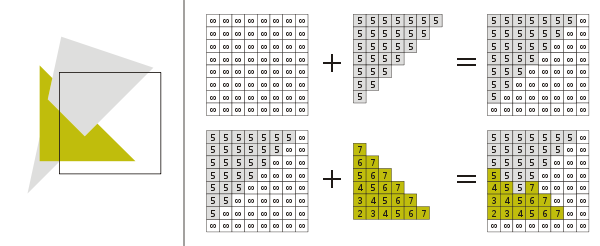 ∞ ∞ ∞ ∞ ∞ ∞ ∞ ∞
∞ ∞ ∞ ∞ ∞ ∞ ∞ ∞
∞ ∞ ∞ ∞ ∞ ∞ ∞ ∞
∞ ∞ ∞ ∞ ∞ ∞ ∞ ∞
∞ ∞ ∞ ∞ ∞ ∞ ∞ ∞
∞ ∞ ∞ ∞ ∞ ∞ ∞ ∞
∞ ∞ ∞ ∞ ∞ ∞ ∞ ∞
∞ ∞ ∞ ∞ ∞ ∞ ∞ ∞
+
5 5 5 5 5 5 5
5 5 5 5 5 5
5 5 5 5 5
5 5 5 5
5 5 5
5 5
5
=
5 5 5 5 5 5 5 ∞
5 5 5 5 5 5 ∞ ∞
5 5 5 5 5 ∞ ∞ ∞
5 5 5 5 ∞ ∞ ∞ ∞
5 5 5 ∞ ∞ ∞ ∞ ∞
5 5 ∞ ∞ ∞ ∞ ∞ ∞
5 ∞ ∞ ∞ ∞ ∞ ∞ ∞
∞ ∞ ∞ ∞ ∞ ∞ ∞ ∞
5 5 5 5 5 5 5 ∞
5 5 5 5 5 5 ∞ ∞
5 5 5 5 5 ∞ ∞ ∞
5 5 5 5 ∞ ∞ ∞ ∞
5 5 5 ∞ ∞ ∞ ∞ ∞
5 5 ∞ ∞ ∞ ∞ ∞ ∞
5 ∞ ∞ ∞ ∞ ∞ ∞ ∞
∞ ∞ ∞ ∞ ∞ ∞ ∞ ∞
+
7
6 7
5 6 7
4 5 6 7
3 4 5 6 7
2 3 4 5 6 7
=
5 5 5 5 5 5 5 ∞
5 5 5 5 5 5 ∞ ∞
5 5 5 5 5 ∞ ∞ ∞
5 5 5 5 ∞ ∞ ∞ ∞
4 5 5 7 ∞ ∞ ∞ ∞
3 4 5 6 7 ∞ ∞ ∞
2 3 4 5 6 7 ∞ ∞
∞ ∞ ∞ ∞ ∞ ∞ ∞ ∞